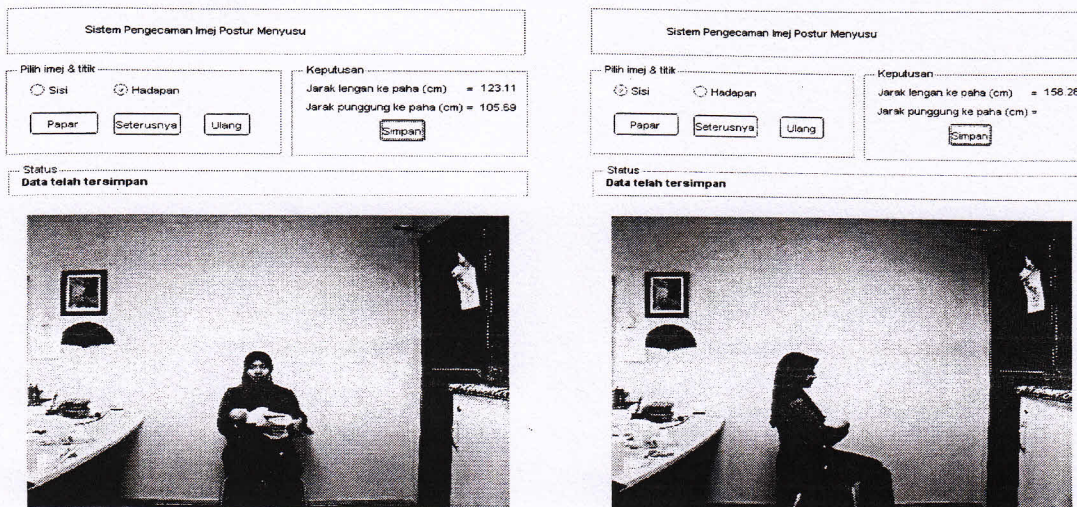 Sistem Pengecaman Imej Postur Menyusu
Pilih imej & titik
Sisi Hadapan
Papar Seterusnya Ulang
Keputusan
Jarak lengan ke paha (cm) = 123.11
Jarak punggung ke paha (cm) = 105.69
Simpan
Status
Data telah tersimpan
Sistem Pengecaman Imej Postur Menyusu
Pilih imej & titik
Sisi Hadapan
Papar Seterusnya Ulang
Keputusan
Jarak lengan ke paha (cm) = 158.28
Jarak punggung ke paha (cm) =
Simpan
Status
Data telah tersimpan